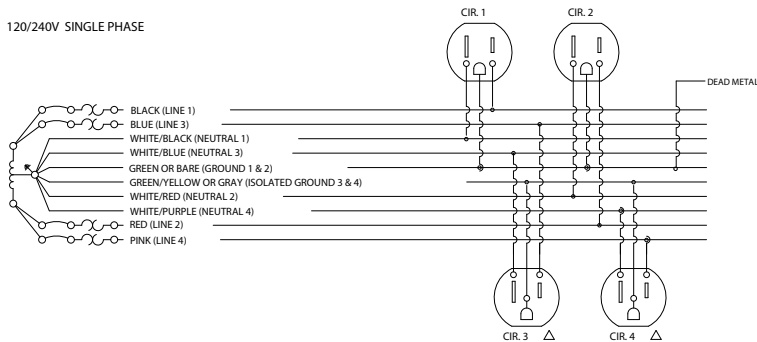 120/240V SINGLE PHASE
CIR. 1
CIR. 2
DEAD METAL
BLACK (LINE 1)
BLUE (LINE 3)
WHITE/BLACK (NEUTRAL 1)
WHITE/BLUE (NEUTRAL 3)
GREEN OR BARE (GROUND 1 & 2)
GREEN/YELLOW OR GRAY (ISOLATED GROUND 3 & 4)
WHITE/RED (NEUTRAL 2)
WHITE/PURPLE (NEUTRAL 4)
RED (LINE 2)
PINK (LINE 4)
CIR. 3
CIR. 4